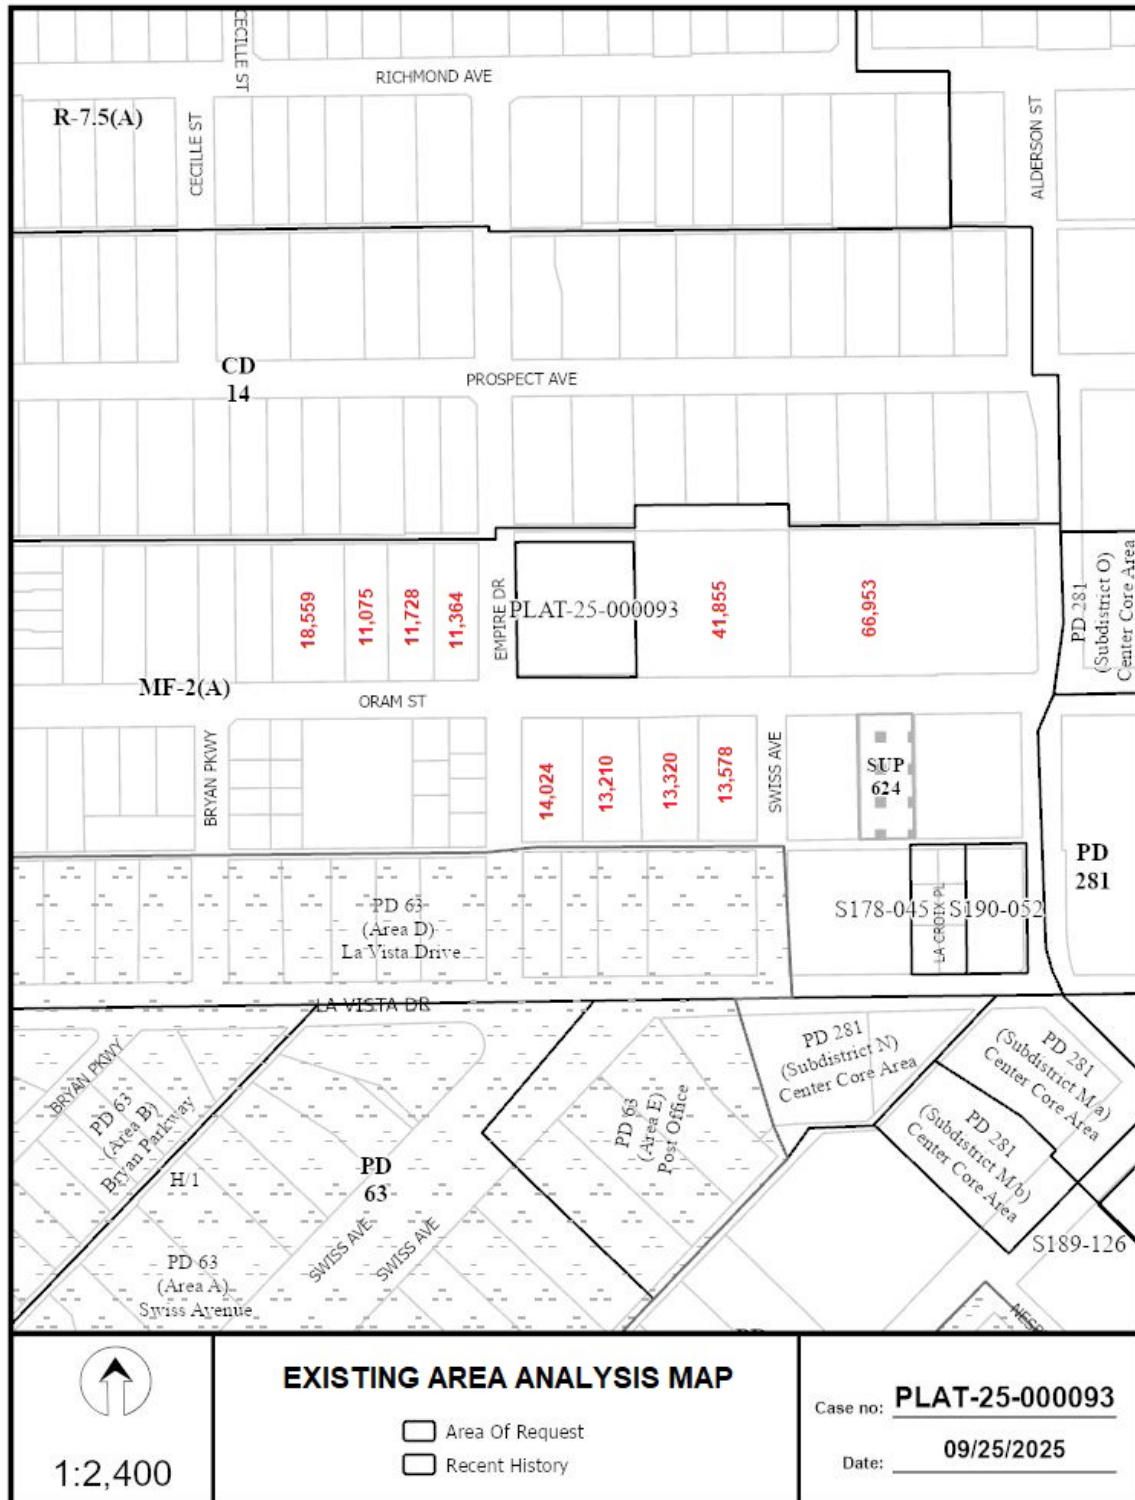 CECILLE ST
RICHMOND AVE
R-7.5(A)
CECILLE ST
ALDERSON ST
CD
14
PROSPECT AVE
18,559
11,075
11,728
11,364
EMPIRE DR
PLAT-25-000093
41,855
66,953
PD 281
(Subdistrict O)
Center Core Area
MF-2(A)
ORAM ST
BRYAN PKWY
14,024
13,210
13,320
13,578
SWISS AVE
SUP
624
PD
281
PD 63
(Area D)
La Vista Drive
S178-045
LA CROIX PL
S190-052
LA VISTA DR
BRYAN PKWY
PD 63
(Area B)
Bryan Parkway
H/1
PD
63
PD 63
(Area E)
Post Office
PD 281
(Subdistrict N)
Center Core Area
PD 281
(Subdistrict M/a)
Center Core Area
PD 281
(Subdistrict M/b)
Center Core Area
SWISS AVE
SWISS AVE
S189-126
PD 63
(Area A)
Swiss Avenue
1:2,400
EXISTING AREA ANALYSIS MAP
Area Of Request
Recent History
Case no: PLAT-25-000093
Date: 09/25/2025